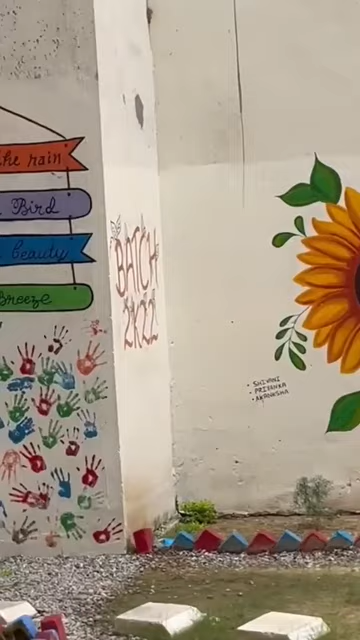 the rain
Bird
beauty
Breeze
BATCH
2K22
- SHIVANI
- PRIYANKA
- AKANKSHA